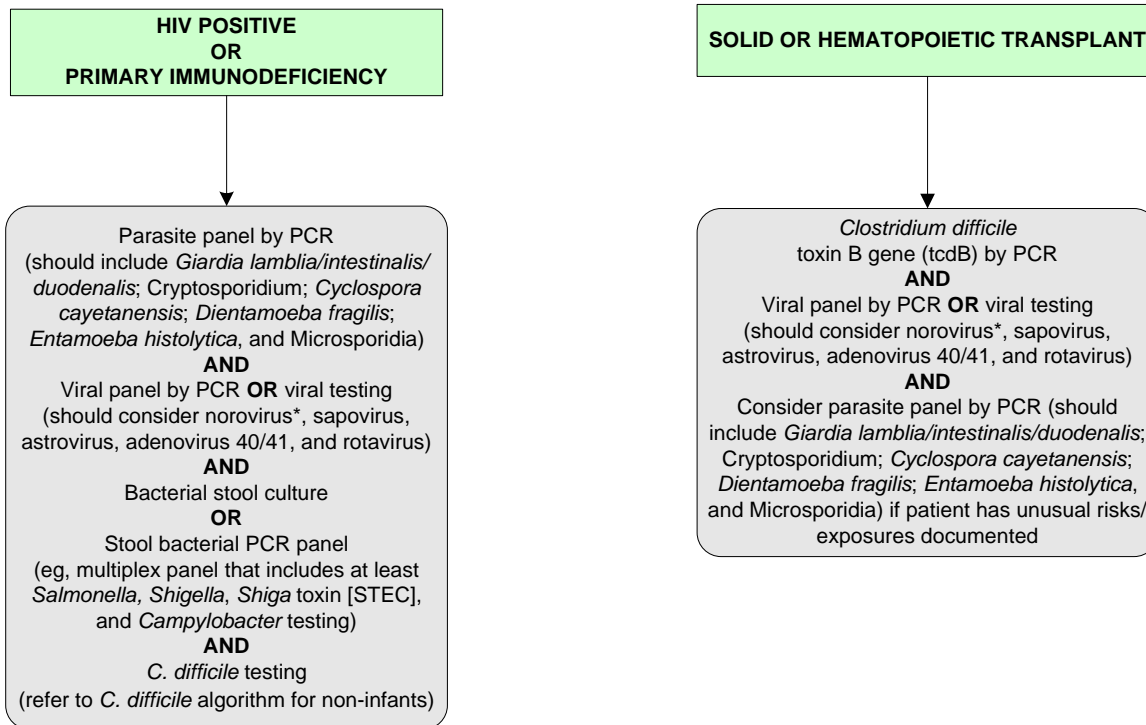 HIV POSITIVE
OR
PRIMARY IMMUNODEFICIENCY
Parasite panel by PCR
(should include Giardia lamblia/intestinalis/
duodenalis; Cryptosporidium; Cyclospora
cayetanensis; Dientamoeba fragilis;
Entamoeba histolytica, and Microsporidia)
AND
Viral panel by PCR OR viral testing
(should consider norovirus*, sapovirus,
astrovirus, adenovirus 40/41, and rotavirus)
AND
Bacterial stool culture
OR
Stool bacterial PCR panel
(eg, multiplex panel that includes at least
Salmonella, Shigella, Shiga toxin [STEC],
and Campylobacter testing)
AND
C. difficile testing
(refer to C. difficile algorithm for non-infants)
SOLID OR HEMATOPOIETIC TRANSPLANT
Clostridium difficile
toxin B gene (tcdB) by PCR
AND
Viral panel by PCR OR viral testing
(should consider norovirus*, sapovirus,
astrovirus, adenovirus 40/41, and rotavirus)
AND
Consider parasite panel by PCR (should
include Giardia lamblia/intestinalis/duodenalis;
Cryptosporidium; Cyclospora cayetanensis;
Dientamoeba fragilis; Entamoeba histolytica,
and Microsporidia) if patient has unusual risks/
exposures documented